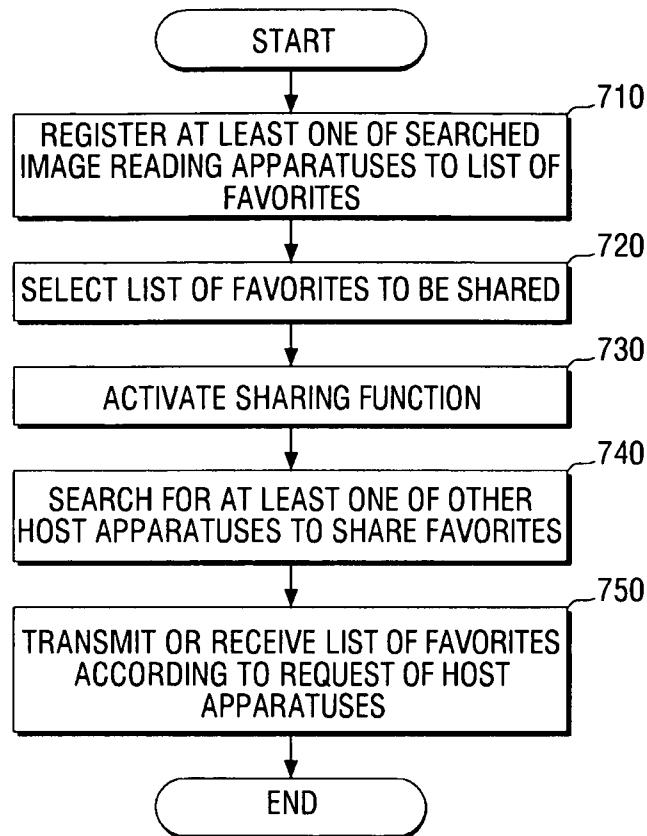 START
710
REGISTER AT LEAST ONE OF SEARCHED
IMAGE READING APPARATUSES TO LIST OF
FAVORITES
720
SELECT LIST OF FAVORITES TO BE SHARED
730
ACTIVATE SHARING FUNCTION
740
SEARCH FOR AT LEAST ONE OF OTHER
HOST APPARATUSES TO SHARE FAVORITES
750
TRANSMIT OR RECEIVE LIST OF FAVORITES
ACCORDING TO REQUEST OF HOST
APPARATUSES
END